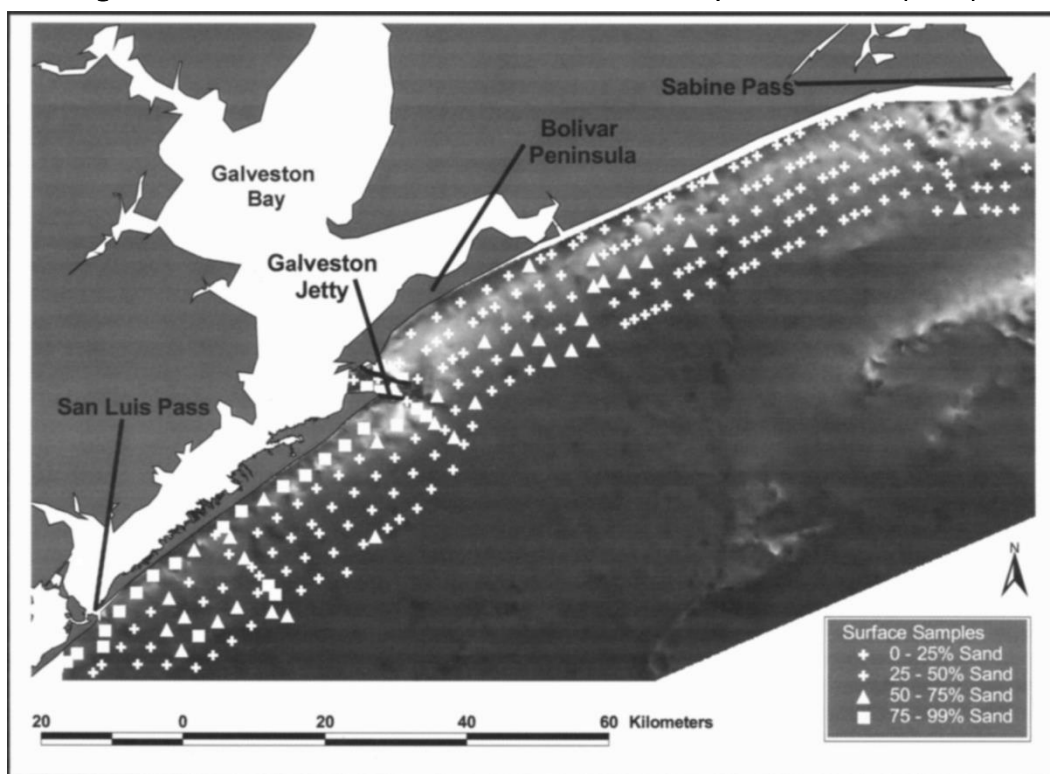 Sabine Pass
Bolivar
Peninsula
Galveston
Bay
Galveston
Jetty
San Luis Pass
N
Surface Samples
0 - 25% Sand
25 - 50% Sand
50 - 75% Sand
75 - 99% Sand
20 0 20 40 60 Kilometers